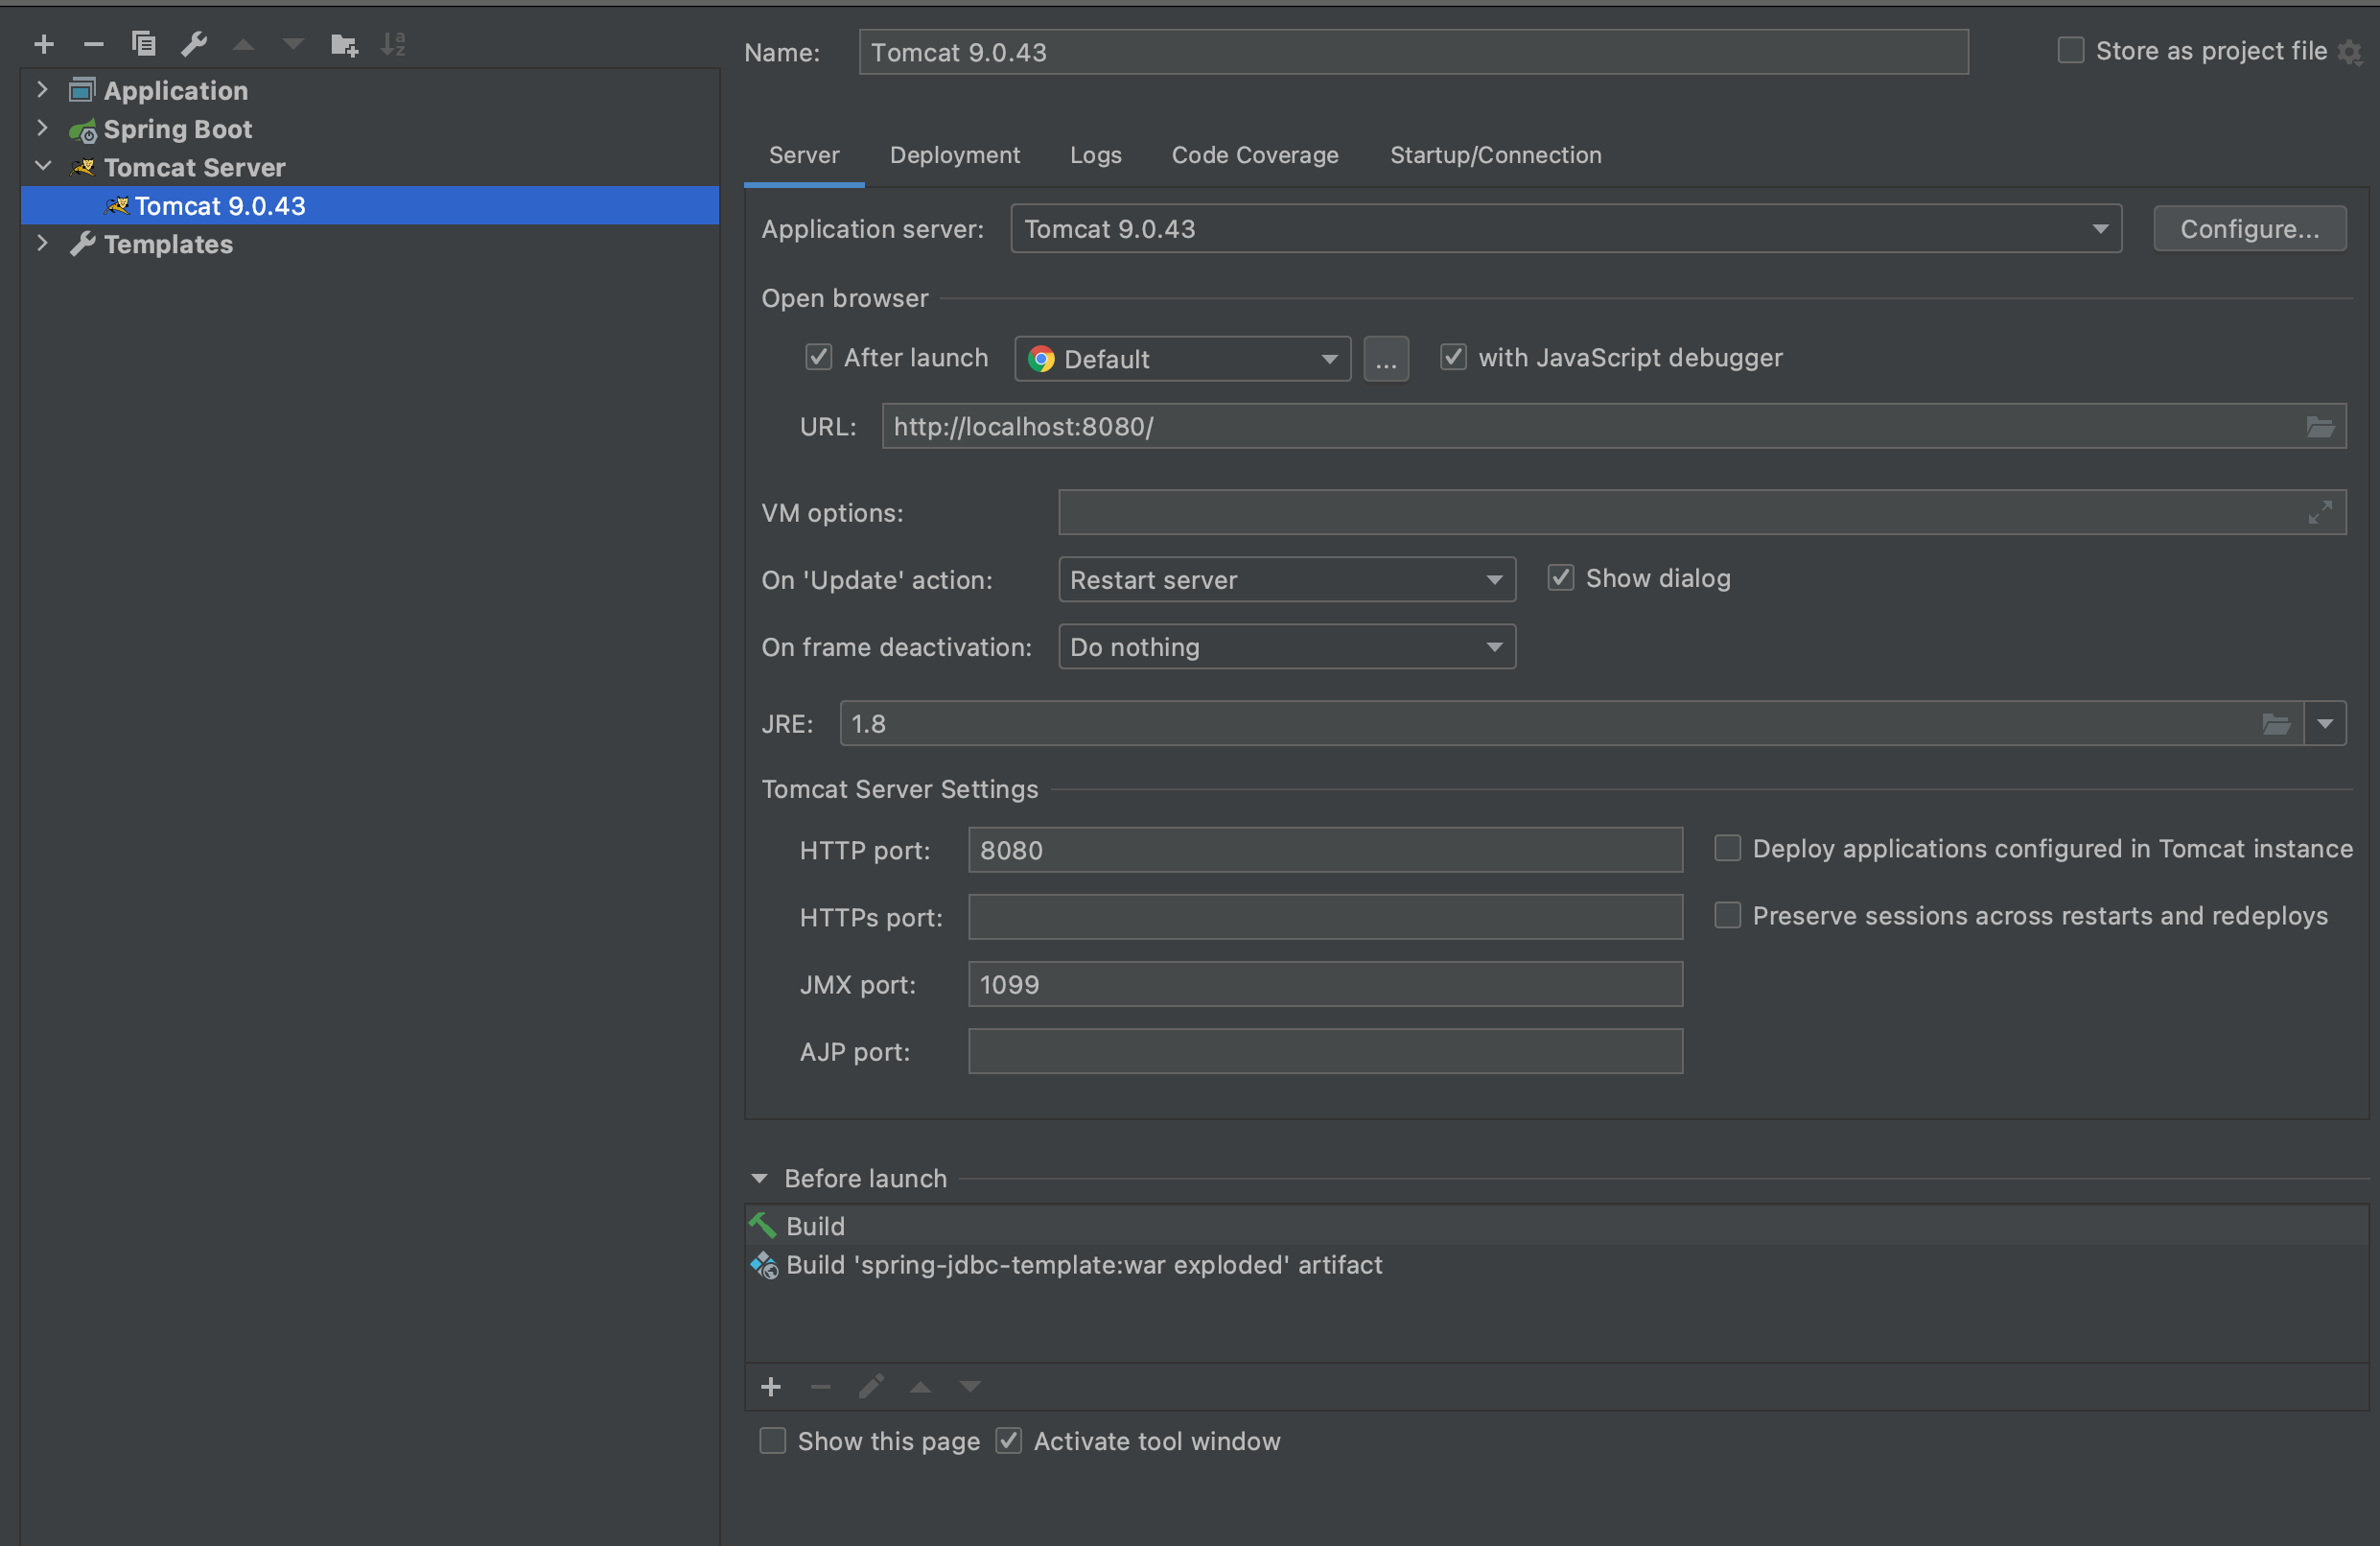 Name: Tomcat 9.0.43 Store as project file
Application
Spring Boot
Tomcat Server
Tomcat 9.0.43
Templates
Server Deployment Logs Code Coverage Startup/Connection
Application server: Tomcat 9.0.43 Configure...
Open browser
After launch Default ... with JavaScript debugger
URL: http://localhost:8080/
VM options:
On 'Update' action: Restart server Show dialog
On frame deactivation: Do nothing
JRE: 1.8
Tomcat Server Settings
HTTP port: 8080 Deploy applications configured in Tomcat instance
HTTPs port: Preserve sessions across restarts and redeploys
JMX port: 1099
AJP port:
Before launch
Build
Build 'spring-jdbc-template:war exploded' artifact
Show this page Activate tool window